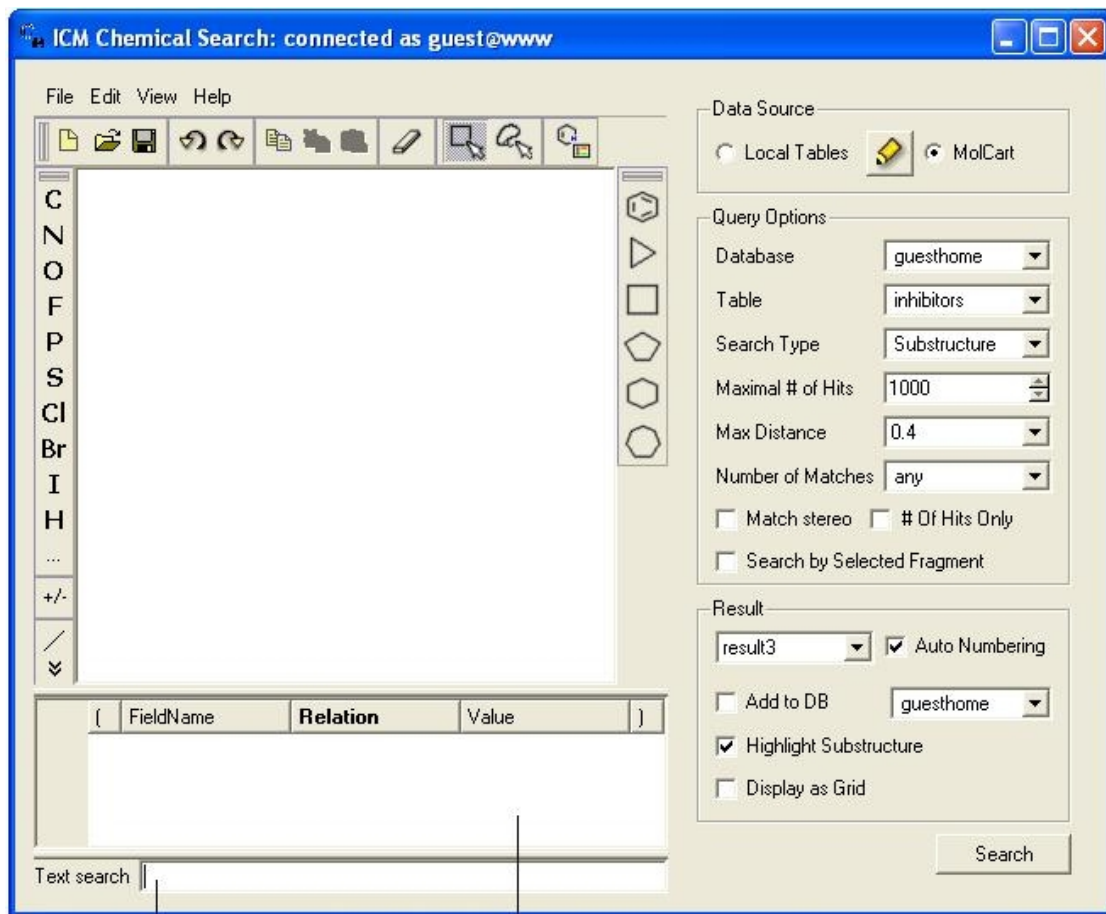 ICM Chemical Search: connected as guest@www
File Edit View Help
C
N
O
F
P
S
Cl
Br
I
H
...
+/-
( FieldName Relation Value )
Text search
Data Source
Local Tables MolCart
Query Options
Database guesthome
Table inhibitors
Search Type Substructure
Maximal # of Hits 1000
Max Distance 0.4
Number of Matches any
Match stereo # Of Hits Only
Search by Selected Fragment
Result
result3 Auto Numbering
Add to DB guesthome
Highlight Substructure
Display as Grid
Search